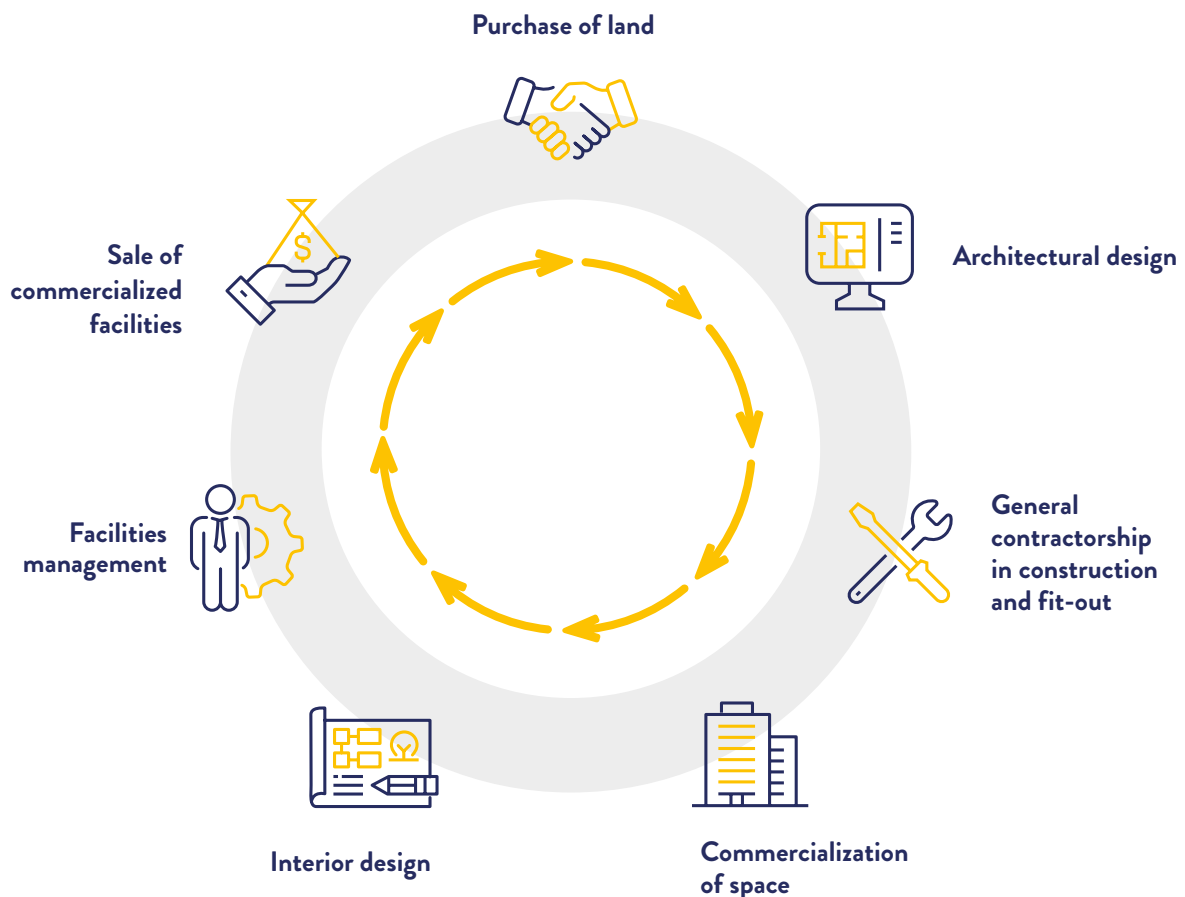 Purchase of land
Architectural design
General
contractorship
in construction
and fit-out
Commercialization
of space
Interior design
Facilities
management
Sale of
commercialized
facilities
$